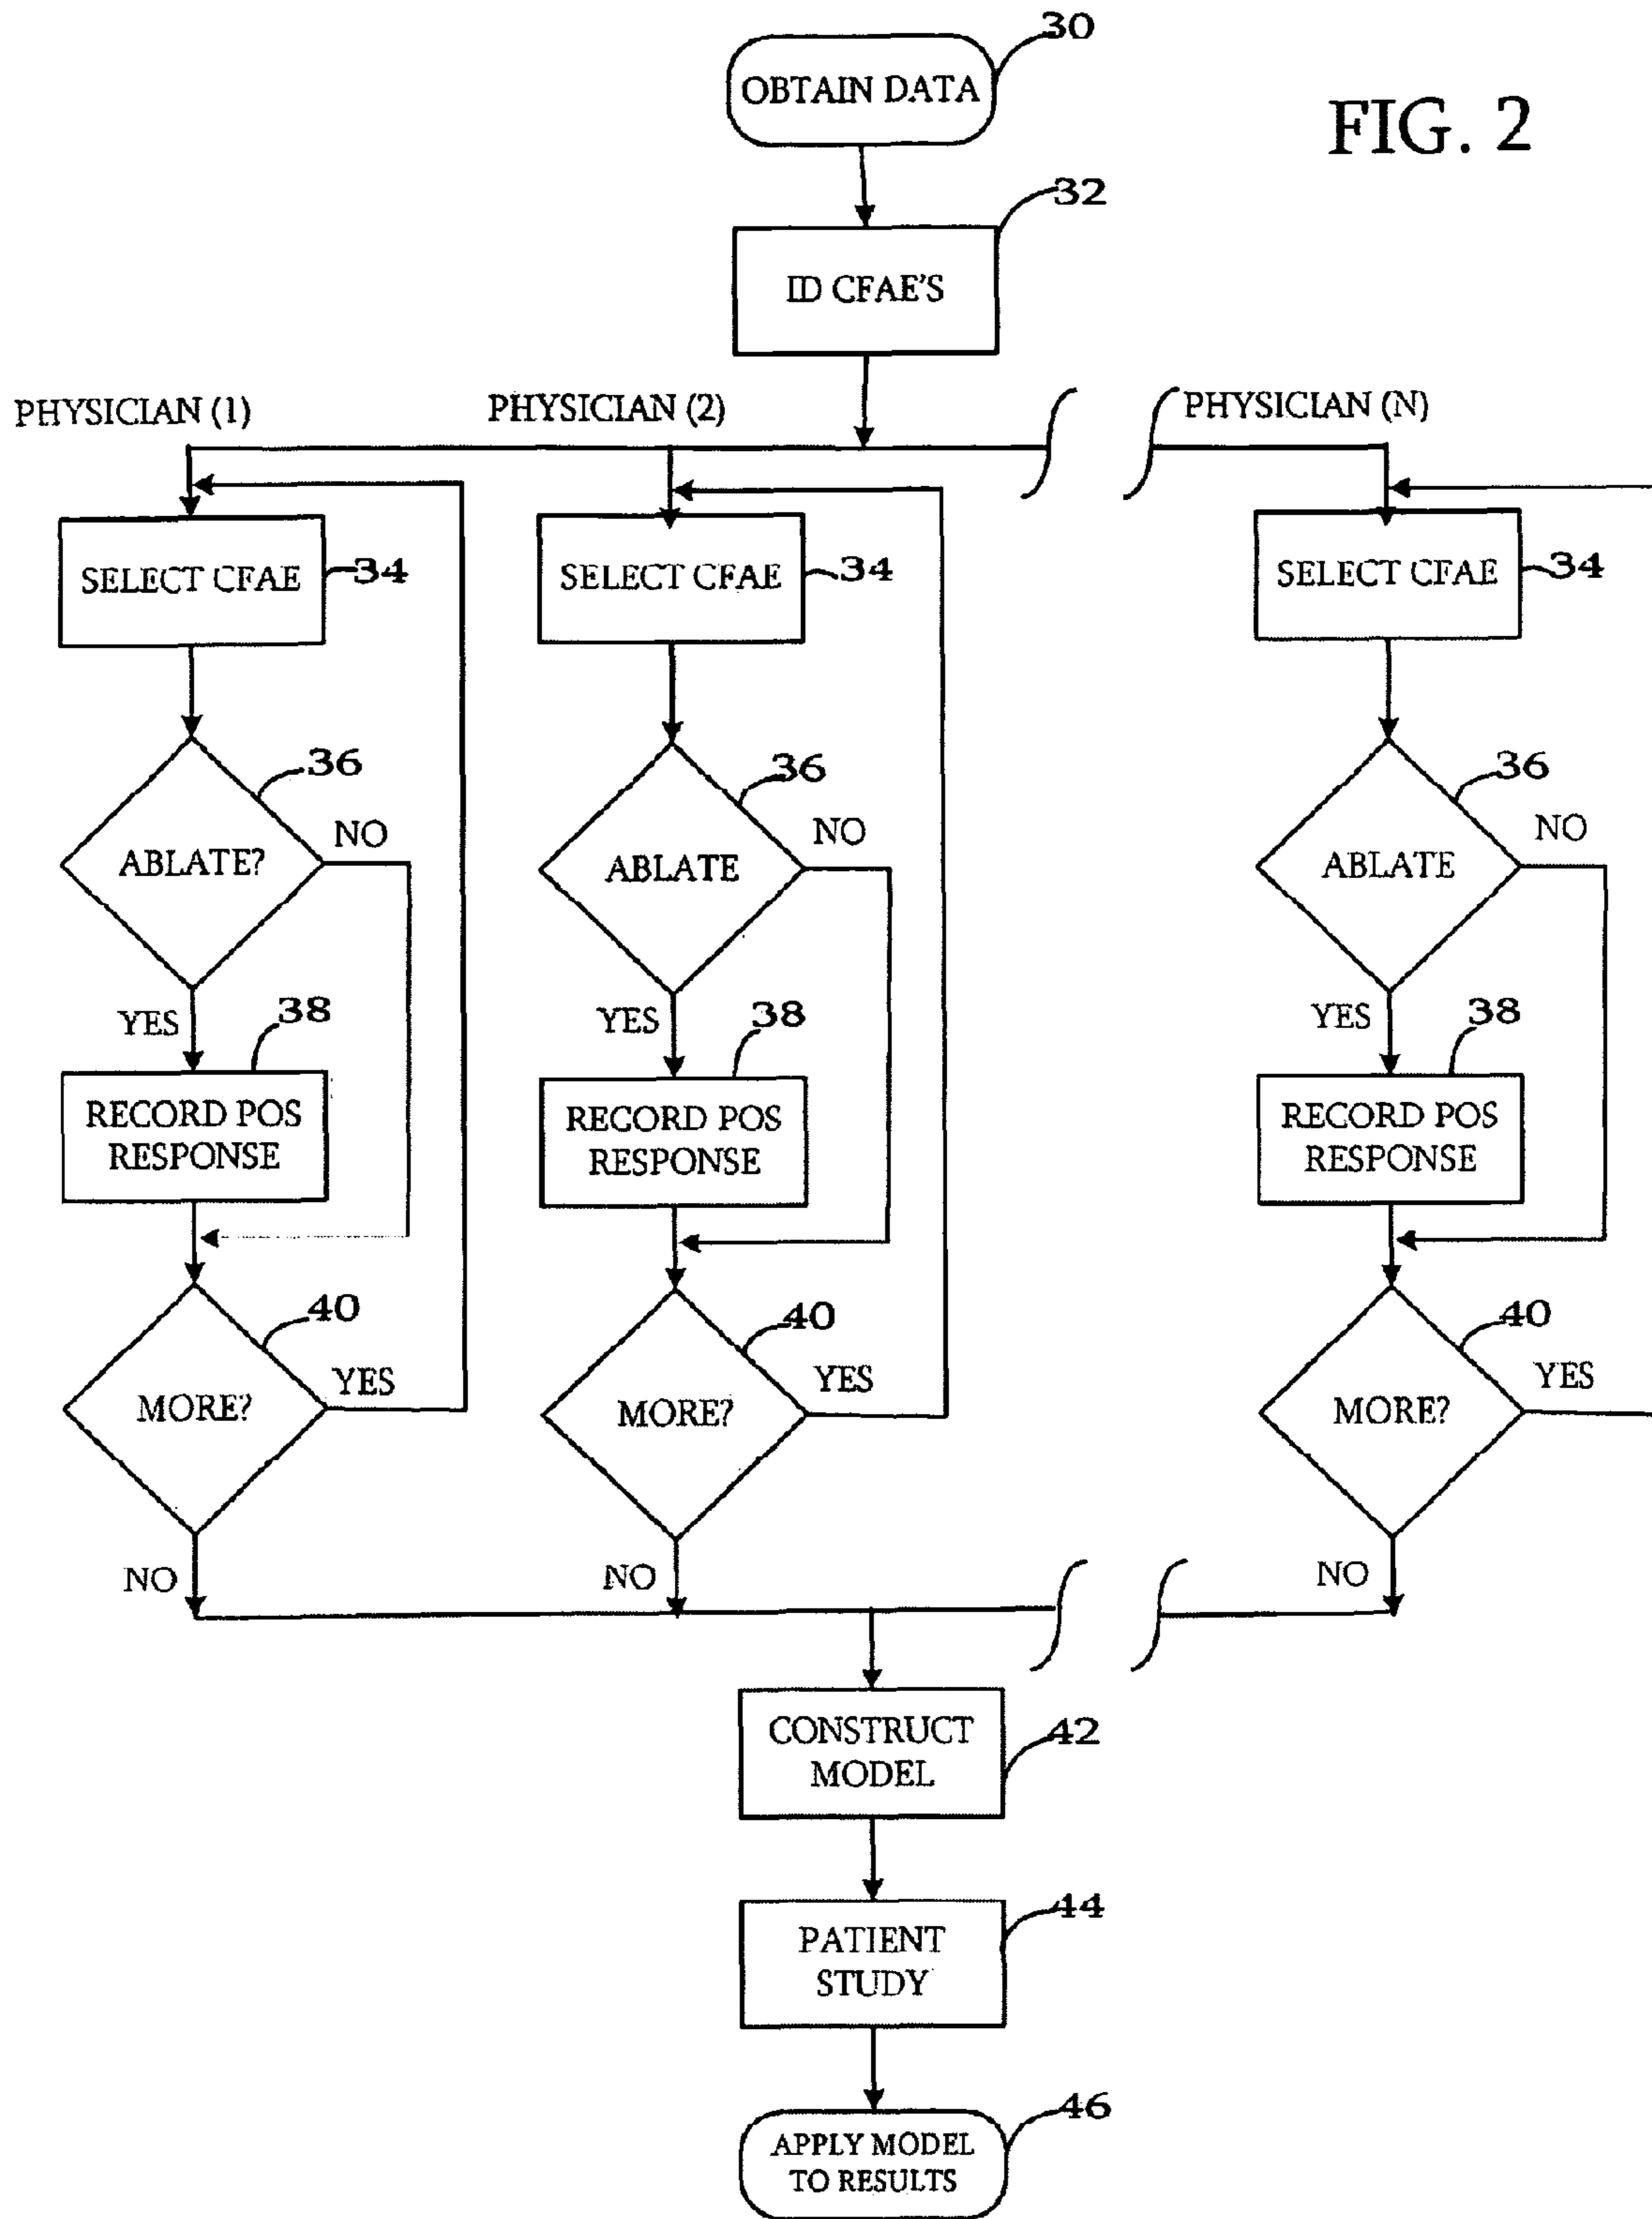 30
OBTAIN DATA
FIG. 2
32
ID CFAE'S
PHYSICIAN (1)
PHYSICIAN (2)
PHYSICIAN (N)
SELECT CFAE
34
SELECT CFAE
34
SELECT CFAE
34
36
ABLATE?
NO
36
ABLATE
NO
36
ABLATE
NO
YES
38
RECORD POS
RESPONSE
YES
38
RECORD POS
RESPONSE
YES
38
RECORD POS
RESPONSE
40
MORE?
YES
40
MORE?
YES
40
MORE?
YES
NO
NO
NO
CONSTRUCT
MODEL
42
PATIENT
STUDY
44
APPLY MODEL
TO RESULTS
46